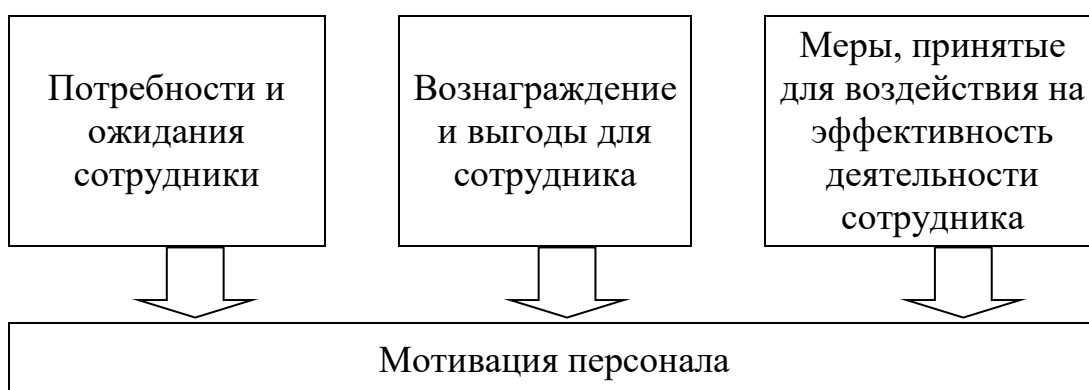 Потребности и
ожидания
сотрудники
Вознаграждение
и выгоды для
сотрудника
Меры, принятые
для воздействия на
эффективность
деятельности
сотрудника
Мотивация персонала